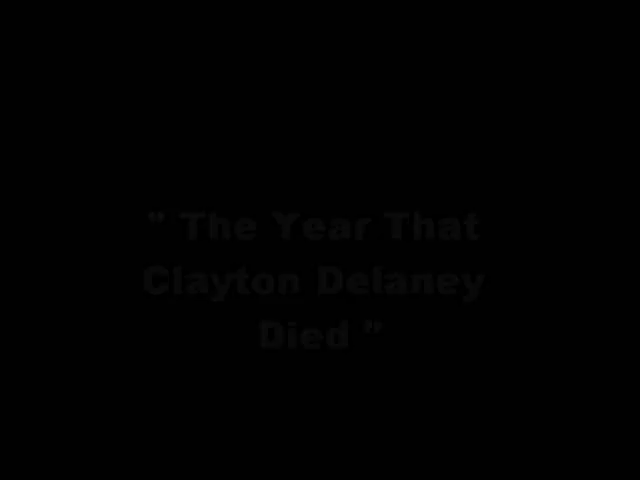 " The Year That
Clayton Delaney
Died "